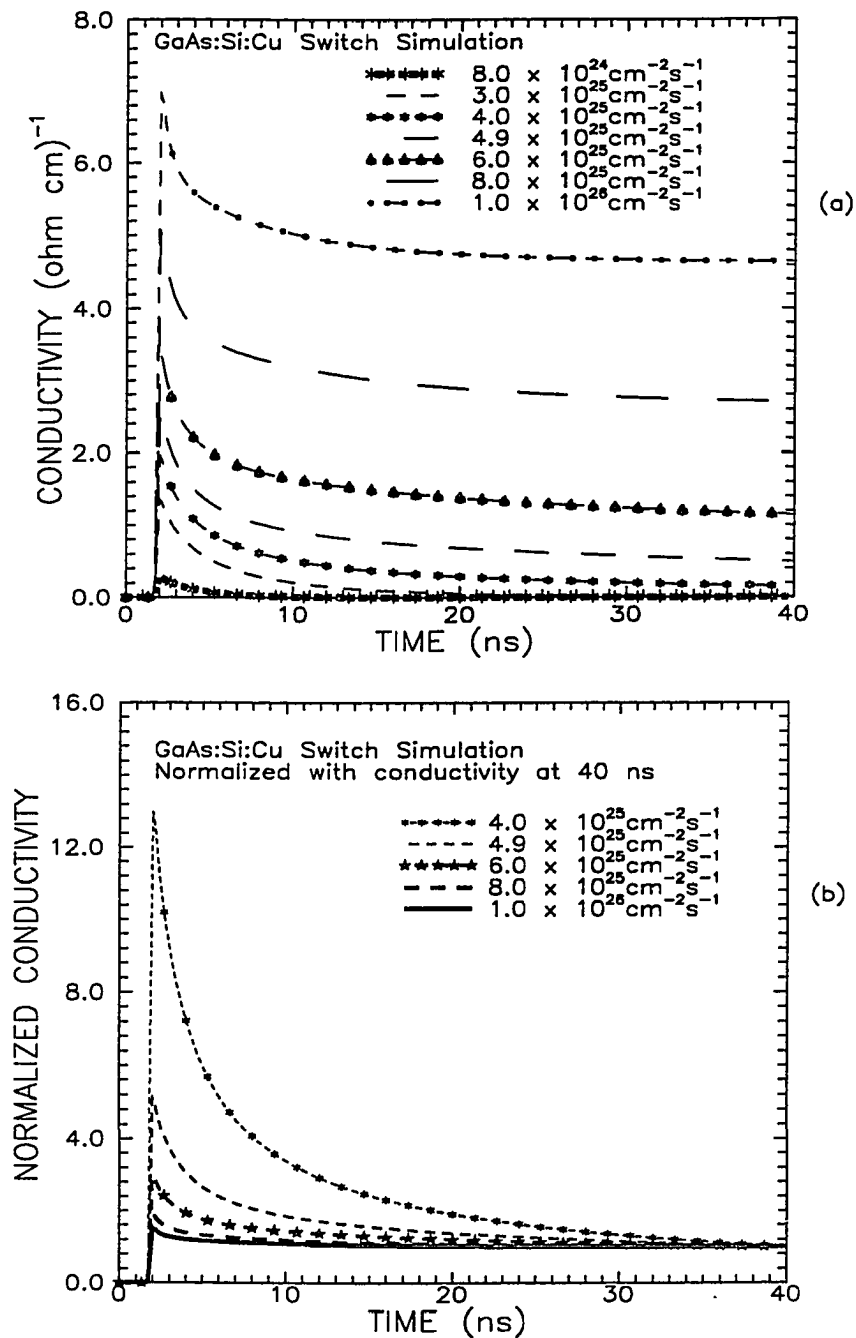 8.0
GaAs:Si:Cu Switch Simulation
8.0 x 10²⁴cm⁻²s⁻¹
3.0 x 10²⁵cm⁻²s⁻¹
4.0 x 10²⁵cm⁻²s⁻¹
4.9 x 10²⁵cm⁻²s⁻¹
6.0 x 10²⁵cm⁻²s⁻¹
8.0 x 10²⁵cm⁻²s⁻¹
1.0 x 10²⁶cm⁻²s⁻¹
6.0
(a)
CONDUCTIVITY (ohm cm)⁻¹
4.0
2.0
0.0
0 10 20 30 40
TIME (ns)
16.0
GaAs:Si:Cu Switch Simulation
Normalized with conductivity at 40 ns
4.0 x 10²⁵cm⁻²s⁻¹
4.9 x 10²⁵cm⁻²s⁻¹
6.0 x 10²⁵cm⁻²s⁻¹
8.0 x 10²⁵cm⁻²s⁻¹
1.0 x 10²⁶cm⁻²s⁻¹
12.0
(b)
NORMALIZED CONDUCTIVITY
8.0
4.0
0.0
0 10 20 30 40
TIME (ns)